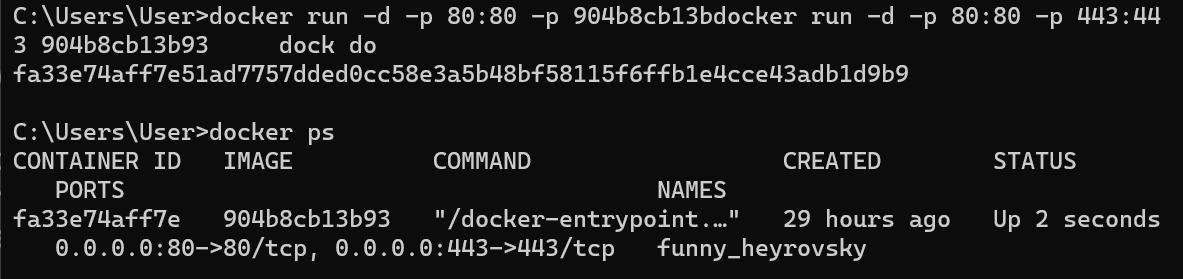 C:\Users\User>docker run -d -p 80:80 -p 904b8cb13bdocker run -d -p 80:80 -p 443:44
3 904b8cb13b93     dock do
fa33e74aff7e51ad7757dded0cc58e3a5b48bf58115f6ffb1e4cce43adb1d9b9
C:\Users\User>docker ps
CONTAINER ID   IMAGE          COMMAND                  CREATED        STATUS
   PORTS                                      NAMES
fa33e74aff7e   904b8cb13b93   "/docker-entrypoint.…"   29 hours ago   Up 2 seconds
   0.0.0.0:80->80/tcp, 0.0.0.0:443->443/tcp   funny_heyrovsky